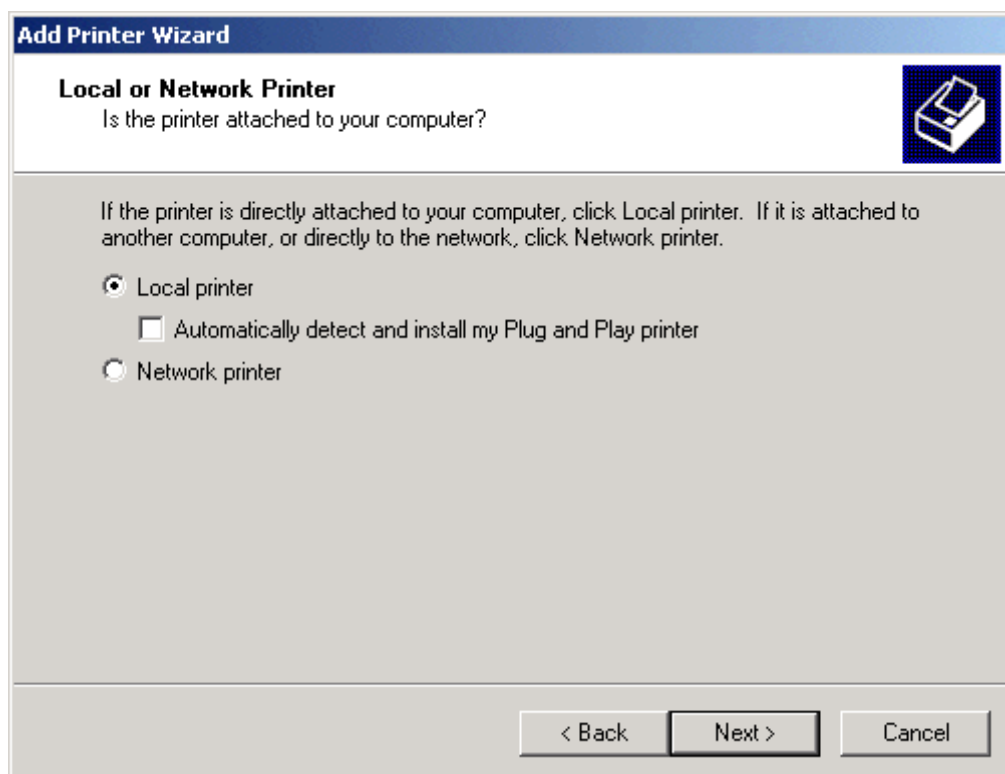 Add Printer Wizard
Local or Network Printer
Is the printer attached to your computer?
If the printer is directly attached to your computer, click Local printer.  If it is attached to
another computer, or directly to the network, click Network printer.
Local printer
Automatically detect and install my Plug and Play printer
Network printer
< Back
Next >
Cancel